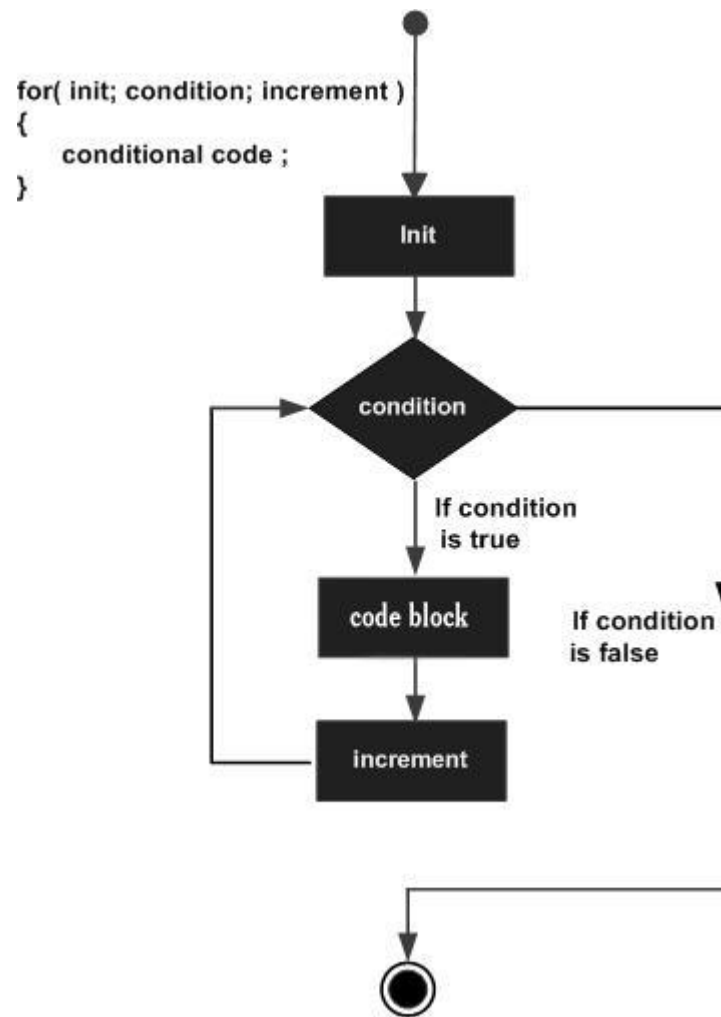 for( init; condition; increment )
{
conditional code ;
}
Init
condition
If condition
is true
code block
If condition
is false
increment